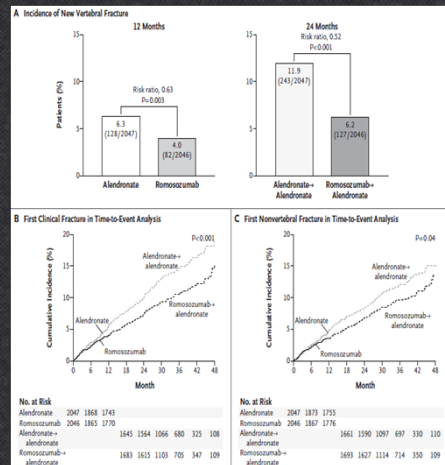 A Incidence of New Vertebral Fracture
12 Months
24 Months
Patients (%)
15
10
5
0
Risk ratio, 0.63
P=0.003
6.3
(128/2047)
4.0
(82/2046)
Alendronate
Romosozumab
15
10
5
0
Risk ratio, 0.52
P<0.001
11.9
(243/2047)
6.2
(127/2046)
Alendronate→
alendronate
Romosozumab→
Alendronate
B First Clinical Fracture in Time-to-Event Analysis
P<0.001
Cumulative Incidence (%)
20
15
10
5
0
Alendronate→
alendronate
Alendronate
Romosozumab→
alendronate
Romosozumab
0 6 12 18 24 30 36 42 48
Month
No. at Risk
Alendronate 2047 1868 1743
Romosozumab 2046 1865 1770
Alendronate→
alendronate 1645 1564 1066 680 325 108
Romosozumab→
alendronate 1683 1615 1103 705 347 109
C First Nonvertebral Fracture in Time-to-Event Analysis
P=0.04
Cumulative Incidence (%)
20
15
10
5
0
Alendronate→
alendronate
Alendronate
Romosozumab→
alendronate
Romosozumab
0 6 12 18 24 30 36 42 48
Month
No. at Risk
Alendronate 2047 1873 1755
Romosozumab 2046 1867 1776
Alendronate→
alendronate 1661 1590 1097 697 330 110
Romosozumab→
alendronate 1693 1627 1114 714 350 109